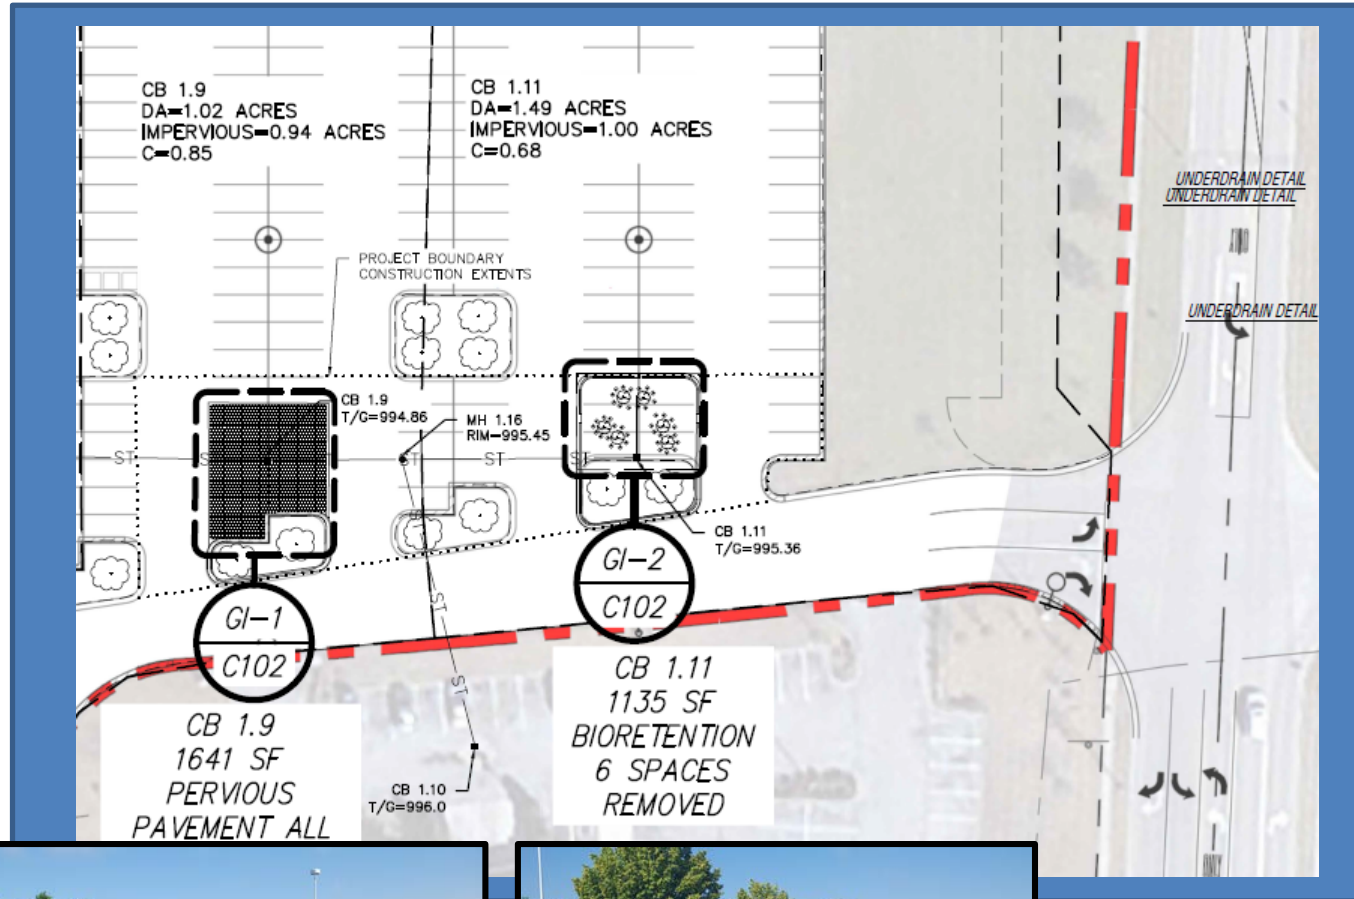 CB 1.9
DA=1.02 ACRES
IMPERVIOUS=0.94 ACRES
C=0.85
CB 1.11
DA=1.49 ACRES
IMPERVIOUS=1.00 ACRES
C=0.68
UNDERDRAIN DETAIL
UNDERDRAIN DETAIL
PROJECT BOUNDARY
CONSTRUCTION EXTENTS
UNDERDRAIN DETAIL
CB 1.9
T/G=994.86
MH 1.16
RIM=995.45
ST
S
ST
ST
ST
CB 1.11
T/G=995.36
GI-2
C102
ST
GI-1
C102
ST
CB 1.9
1641 SF
PERVIOUS
PAVEMENT ALL
CB 1.11
1135 SF
BIORETENTION
6 SPACES
REMOVED
CB 1.10
T/G=996.0
ONLY